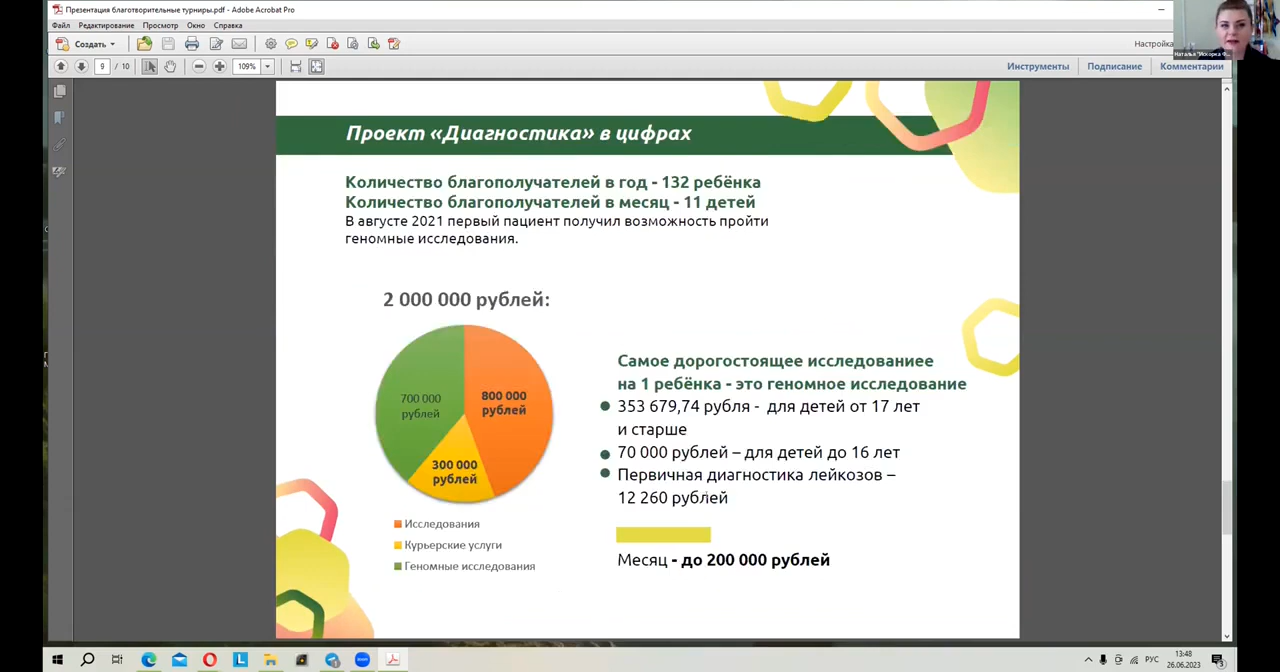 Презентация благотворительные турниры.pdf - Adobe Acrobat Pro
Файл Редактирование Просмотр Окно Справка
Создать
Настройка
Наталья "Искорка Ф...
9 / 10
109%
Инструменты Подписание Комментарии
Проект «Диагностика» в цифрах
Количество благополучателей в год - 132 ребёнка
Количество благополучателей в месяц - 11 детей
В августе 2021 первый пациент получил возможность пройти
геномные исследования.
2 000 000 рублей:
700 000
рублей
800 000
рублей
300 000
рублей
Исследования
Курьерские услуги
Геномные исследования
Самое дорогостоящее исследованиее
на 1 ребёнка - это геномное исследование
353 679,74 рубля - для детей от 17 лет
и старше
70 000 рублей – для детей до 16 лет
Первичная диагностика лейкозов –
12 260 рублей
Месяц - до 200 000 рублей
РУС
13:48
26.06.2023